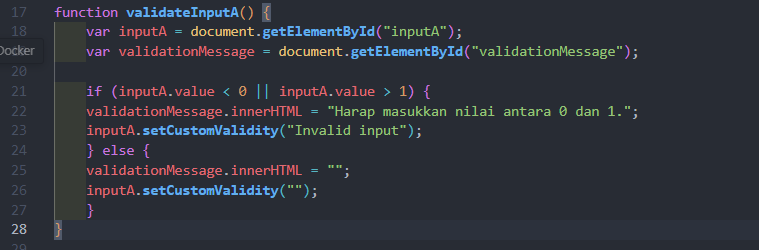 17 function validateInputA() {
18 var inputA = document.getElementById("inputA");
Docker
19 var validationMessage = document.getElementById("validationMessage");
20
21 if (inputA.value < 0 || inputA.value > 1) {
22 validationMessage.innerHTML = "Harap masukkan nilai antara 0 dan 1.";
23 inputA.setCustomValidity("Invalid input");
24 } else {
25 validationMessage.innerHTML = "";
26 inputA.setCustomValidity("");
27 }
28 }